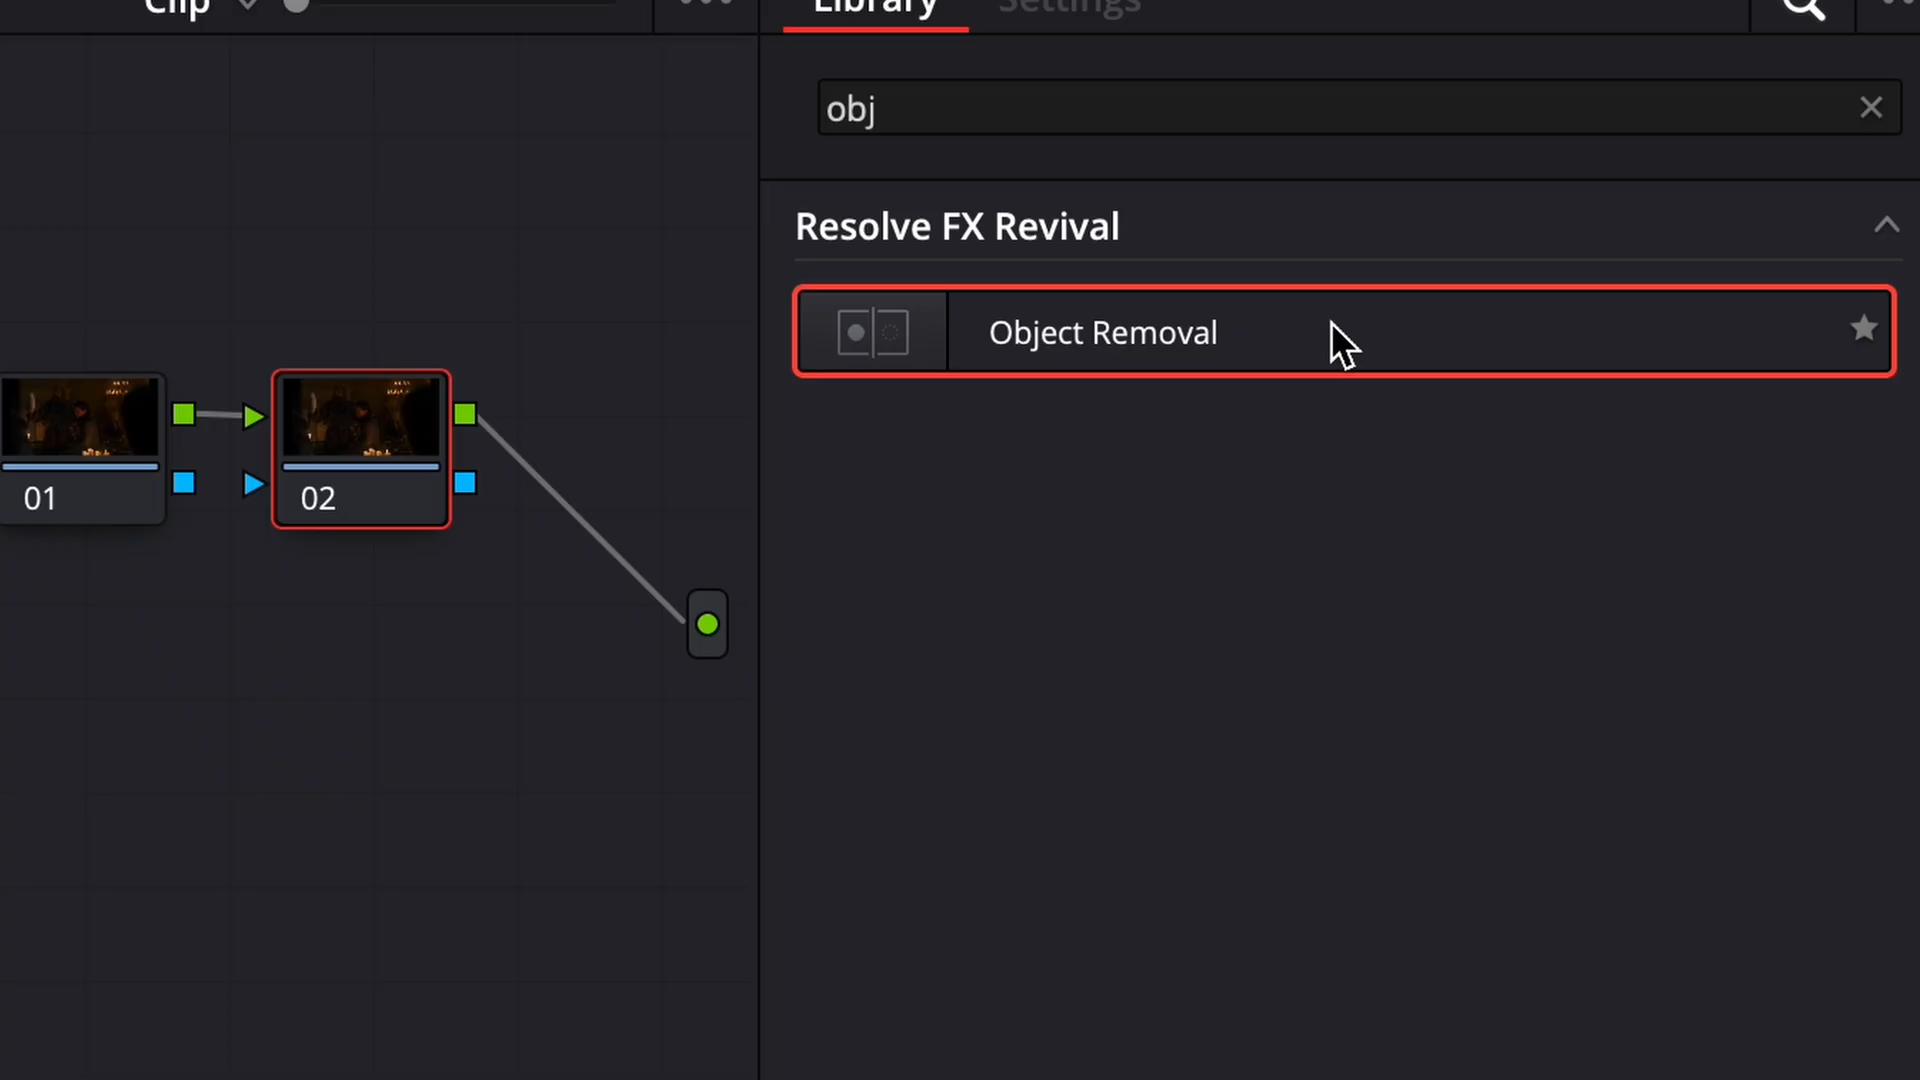 Clip
Library Settings
obj
Resolve FX Revival
Object Removal
01
02